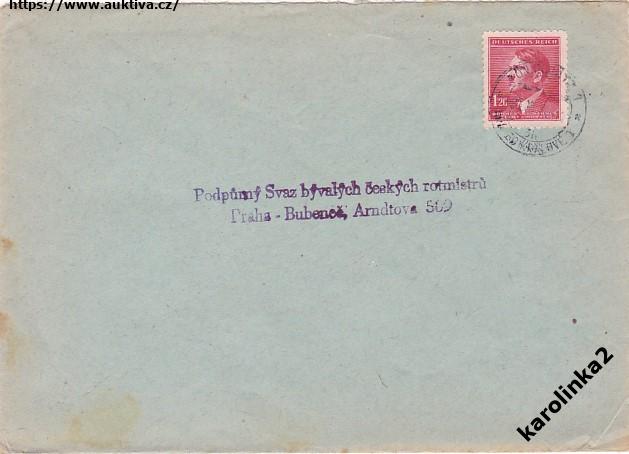 https://www.auktiva.cz/
DEUTSCHES REICH
1.20
Podpůrný Svaz bývalých českých rotmistrů
Praha - Bubeneč, Arndtova 509
karolinka2